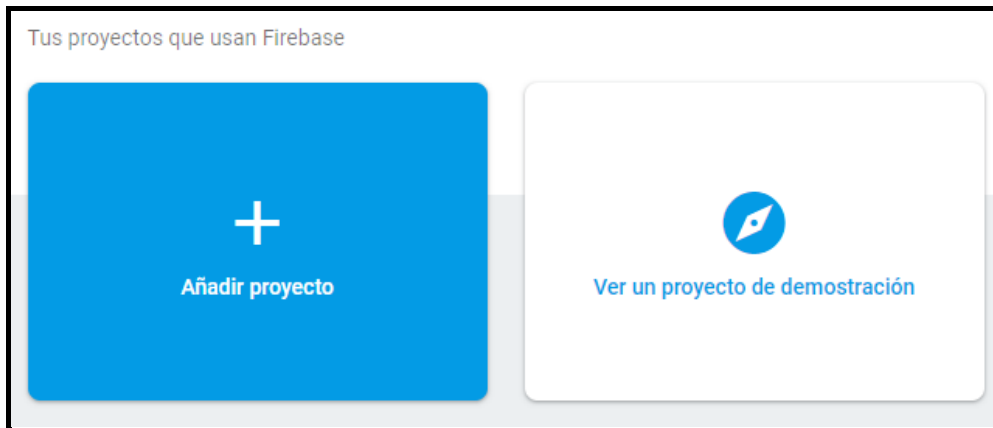 Tus proyectos que usan Firebase
Añadir proyecto
Ver un proyecto de demostración